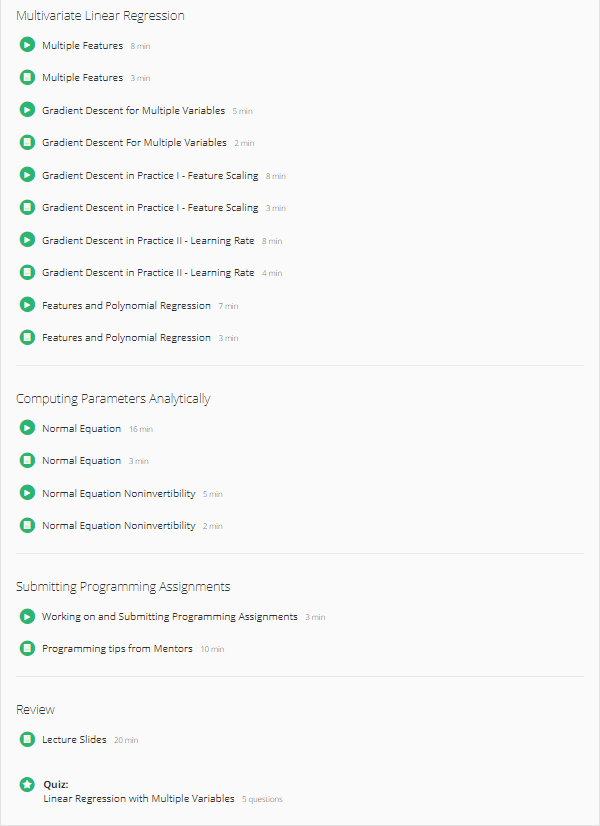 Multivariate Linear Regression
Multiple Features 8 min
Multiple Features 3 min
Gradient Descent for Multiple Variables 5 min
Gradient Descent For Multiple Variables 2 min
Gradient Descent in Practice I - Feature Scaling 8 min
Gradient Descent in Practice I - Feature Scaling 3 min
Gradient Descent in Practice II - Learning Rate 8 min
Gradient Descent in Practice II - Learning Rate 4 min
Features and Polynomial Regression 7 min
Features and Polynomial Regression 3 min
Computing Parameters Analytically
Normal Equation 16 min
Normal Equation 3 min
Normal Equation Noninvertibility 5 min
Normal Equation Noninvertibility 2 min
Submitting Programming Assignments
Working on and Submitting Programming Assignments 3 min
Programming tips from Mentors 10 min
Review
Lecture Slides 20 min
Quiz:
Linear Regression with Multiple Variables 5 questions